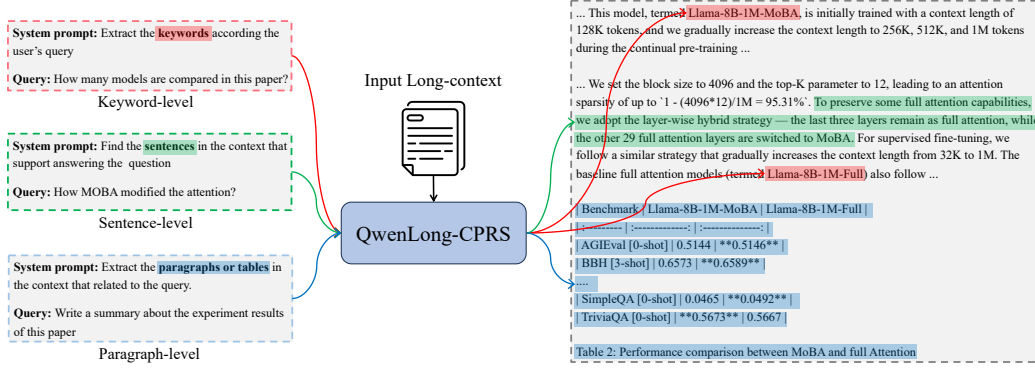 System prompt: Extract the keywords according the
user's query
Query: How many models are compared in this paper?
Keyword-level
System prompt: Find the sentences in the context that
support answering the question
Query: How MOBA modified the attention?
Sentence-level
System prompt: Extract the paragraphs or tables in
the context that related to the query.
Query: Write a summary about the experiment results
of this paper
Paragraph-level
Input Long-context
QwenLong-CPRS
... This model, termed Llama-8B-1M-MoBA, is initially trained with a context length of
128K tokens, and we gradually increase the context length to 256K, 512K, and 1M tokens
during the continual pre-training ...
... We set the block size to 4096 and the top-K parameter to 12, leading to an attention
sparsity of up to `1 - (4096*12)/1M = 95.31%`. To preserve some full attention capabilities,
we adopt the layer-wise hybrid strategy — the last three layers remain as full attention, while
the other 29 full attention layers are switched to MoBA. For supervised fine-tuning, we
follow a similar strategy that gradually increases the context length from 32K to 1M. The
baseline full attention models (termed Llama-8B-1M-Full) also follow ...
| Benchmark | Llama-8B-1M-MoBA | Llama-8B-1M-Full |
| :--------- | :-------------: | :--------------: |
| AGIEval [0-shot] | 0.5144 | **0.5146** |
| BBH [3-shot] | 0.6573 | **0.6589** |
....
| SimpleQA [0-shot] | 0.0465 | **0.0492** |
| TriviaQA [0-shot] | **0.5673** | 0.5667 |
Table 2: Performance comparison between MoBA and full Attention